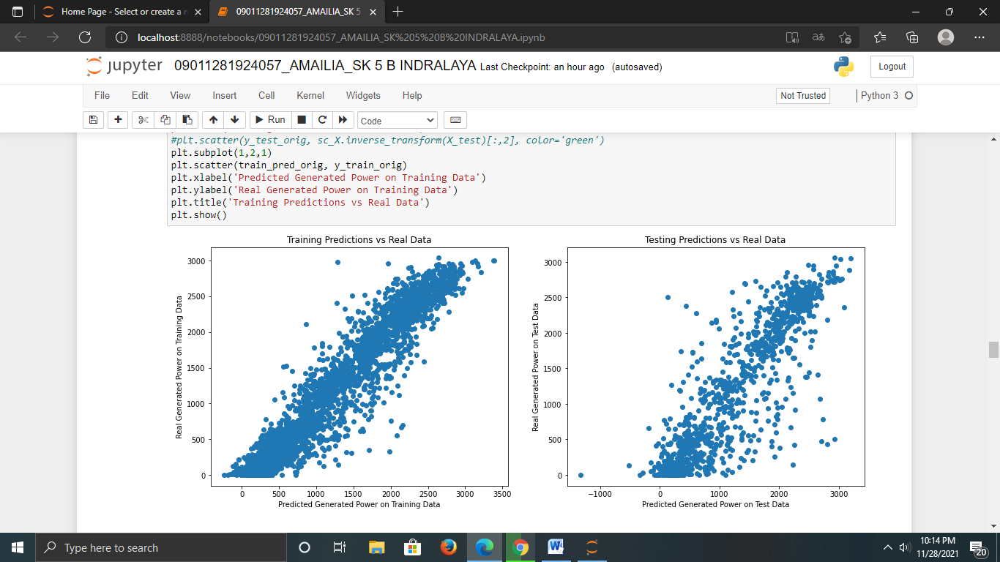 Home Page - Select or create a n
09011281924057_AMAILIA_SK 5
localhost:8888/notebooks/09011281924057_AMAILIA_SK%205%20B%20INDRALAYA.ipynb
jupyter 09011281924057_AMAILIA_SK 5 B INDRALAYA Last Checkpoint: an hour ago (autosaved)
Logout
File Edit View Insert Cell Kernel Widgets Help
Not Trusted
Python 3
Run
Code
#plt.scatter(y_test_orig, sc_X.inverse_transform(X_test)[:,2], color='green')
plt.subplot(1,2,1)
plt.scatter(train_pred_orig, y_train_orig)
plt.xlabel('Predicted Generated Power on Training Data')
plt.ylabel('Real Generated Power on Training Data')
plt.title('Training Predictions vs Real Data')
plt.show()
Training Predictions vs Real Data
Real Generated Power on Training Data
3000
2500
2000
1500
1000
500
0
0 500 1000 1500 2000 2500 3000 3500
Predicted Generated Power on Training Data
Testing Predictions vs Real Data
Real Generated Power on Test Data
3000
2500
2000
1500
1000
500
0
−1000 0 1000 2000 3000
Predicted Generated Power on Test Data
Type here to search
10:14 PM
11/28/2021
20